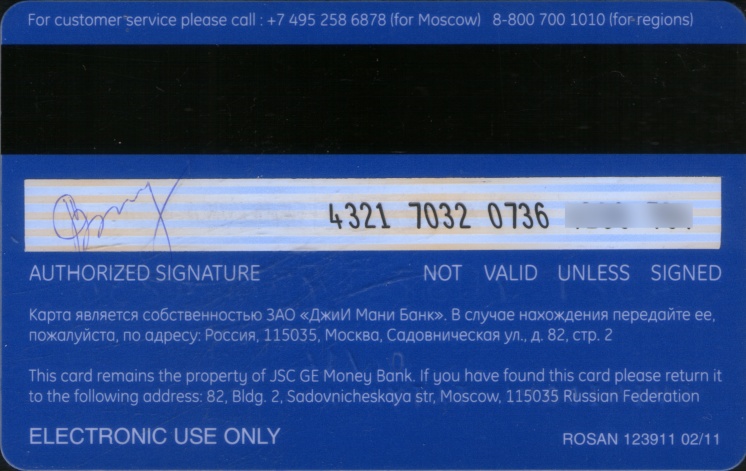 For customer service please call : +7 495 258 6878 (for Moscow) 8-800 700 1010 (for regions)
4321 7032 0736
AUTHORIZED SIGNATURE NOT VALID UNLESS SIGNED
Карта является собственностью ЗАО «ДжиИ Мани Банк». В случае нахождения передайте ее,
пожалуйста, по адресу: Россия, 115035, Москва, Садовническая ул., д. 82, стр. 2
This card remains the property of JSC GE Money Bank. If you have found this card please return it
to the following address: 82, Bldg. 2, Sadovnicheskaya str, Moscow, 115035 Russian Federation
ELECTRONIC USE ONLY ROSAN 123911 02/11